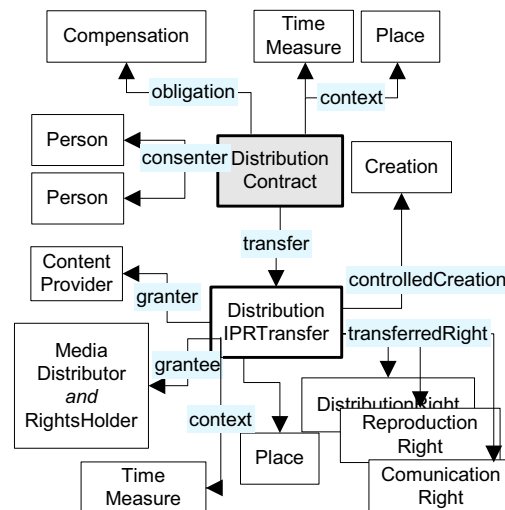 Compensation
Time
Measure
Place
obligation
context
Person
consenter
Person
Distribution
Contract
Creation
transfer
Content
Provider
granter
controlledCreation
Distribution
IPRTransfer
transferredRight
Media
Distributor
and
RightsHolder
grantee
context
DistributionRight
Reproduction
Right
Place
Time
Measure
Comunication
Right